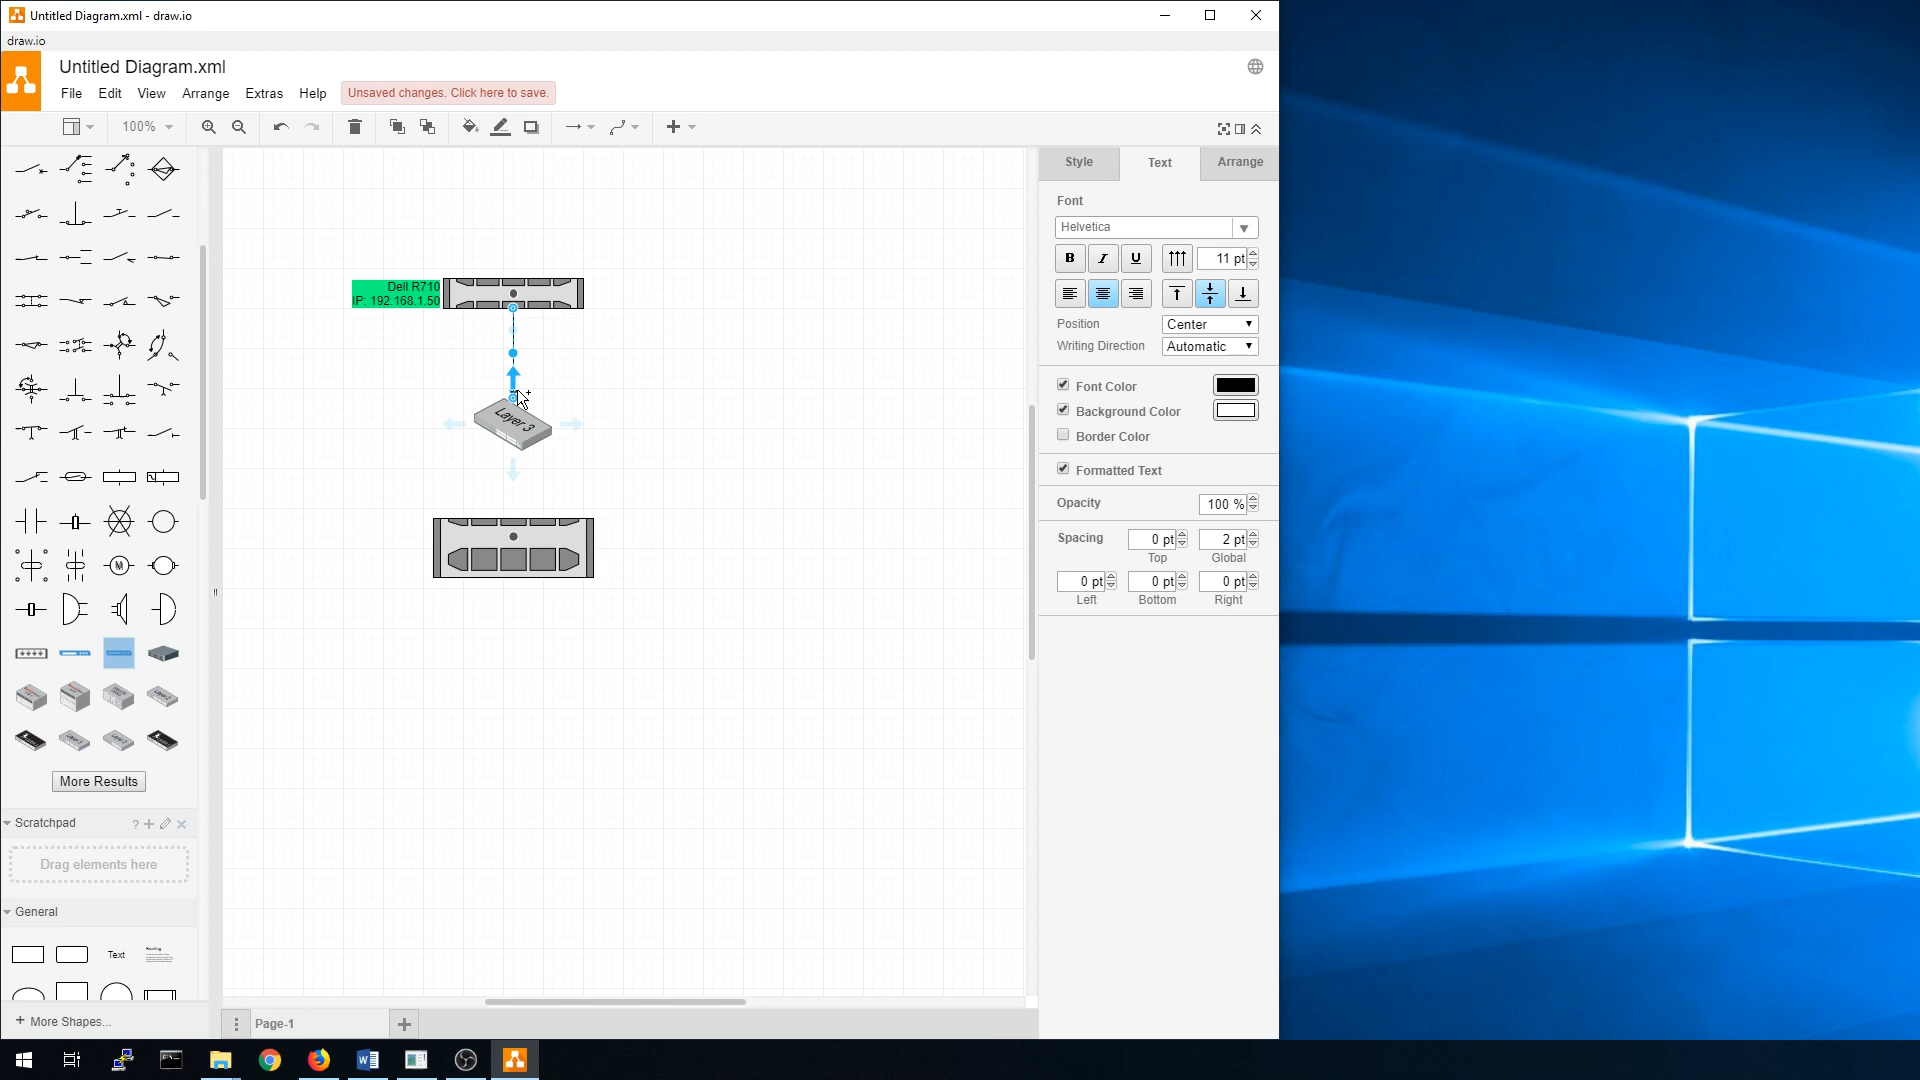 Untitled Diagram.xml - draw.io
draw.io
Untitled Diagram.xml
File Edit View Arrange Extras Help Unsaved changes. Click here to save.
100%
Style Text Arrange
Font
Helvetica
B I U 11 pt
Position Center
Writing Direction Automatic
Font Color
Background Color
Border Color
Formatted Text
Opacity 100 %
Spacing 0 pt 2 pt
Top Global
0 pt 0 pt 0 pt
Left Bottom Right
Dell R710
IP: 192.168.1.50
Layer 3
M
More Results
Scratchpad ?
Drag elements here
General
Text
+ More Shapes...
Page-1